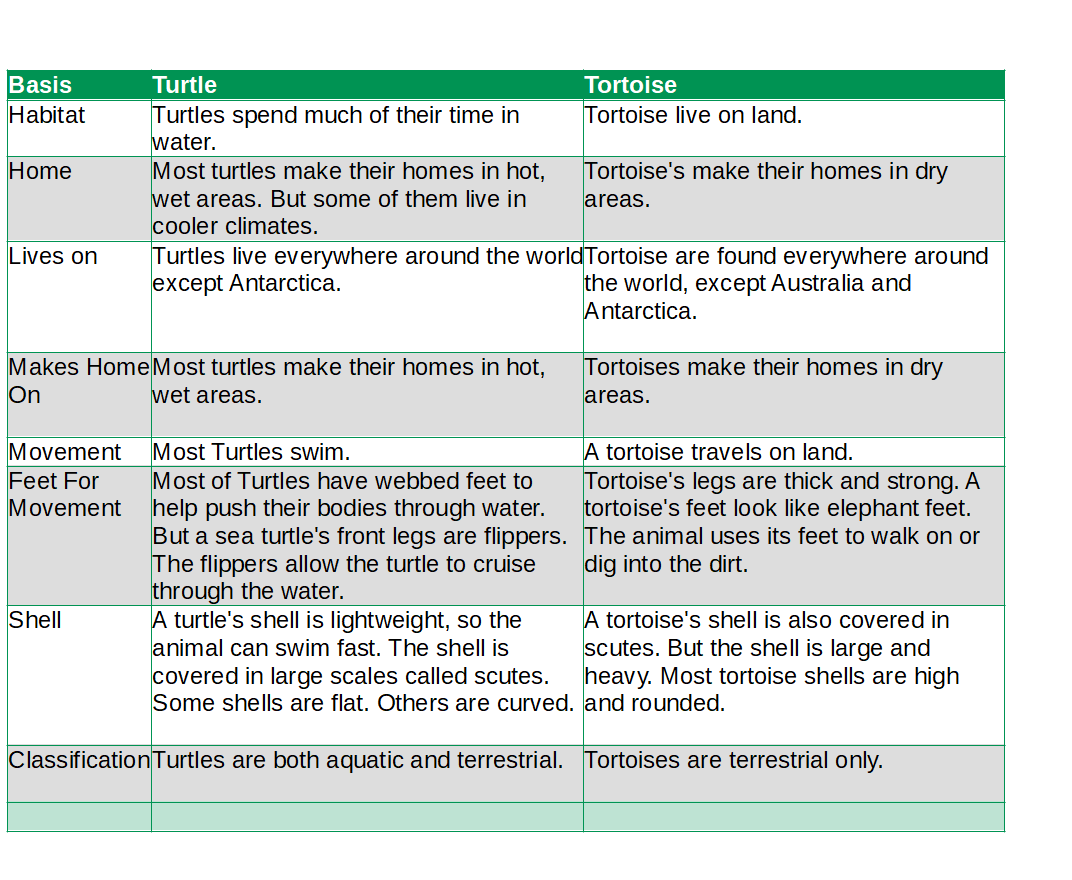 Basis Turtle Tortoise
Habitat Turtles spend much of their time in Tortoise live on land.
water.
Home Most turtles make their homes in hot, Tortoise's make their homes in dry
wet areas. But some of them live in areas.
cooler climates.
Lives on Turtles live everywhere around the world Tortoise are found everywhere around
except Antarctica. the world, except Australia and
Antarctica.
Makes Home Most turtles make their homes in hot, Tortoises make their homes in dry
On wet areas. areas.
Movement Most Turtles swim. A tortoise travels on land.
Feet For Most of Turtles have webbed feet to Tortoise's legs are thick and strong. A
Movement help push their bodies through water. tortoise's feet look like elephant feet.
But a sea turtle's front legs are flippers. The animal uses its feet to walk on or
The flippers allow the turtle to cruise dig into the dirt.
through the water.
Shell A turtle's shell is lightweight, so the A tortoise's shell is also covered in
animal can swim fast. The shell is scutes. But the shell is large and
covered in large scales called scutes. heavy. Most tortoise shells are high
Some shells are flat. Others are curved. and rounded.
Classification Turtles are both aquatic and terrestrial. Tortoises are terrestrial only.